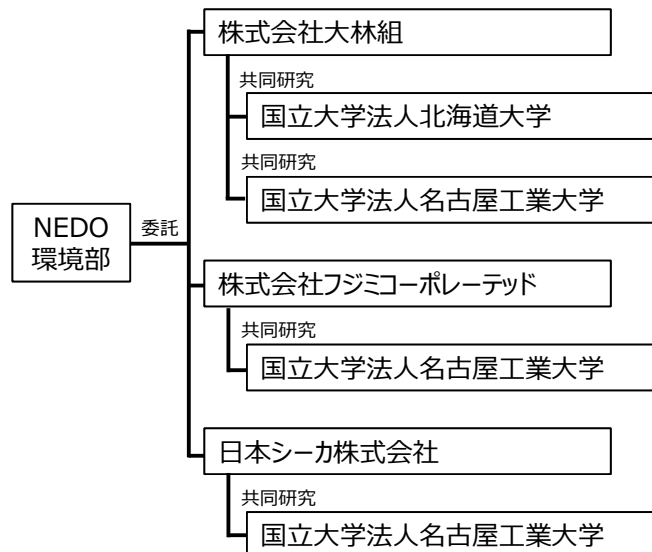 株式会社大林組
共同研究
国立大学法人北海道大学
共同研究
国立大学法人名古屋工業大学
NEDO
環境部
委託
株式会社フジミコーポレーテッド
共同研究
国立大学法人名古屋工業大学
日本シーカ株式会社
共同研究
国立大学法人名古屋工業大学